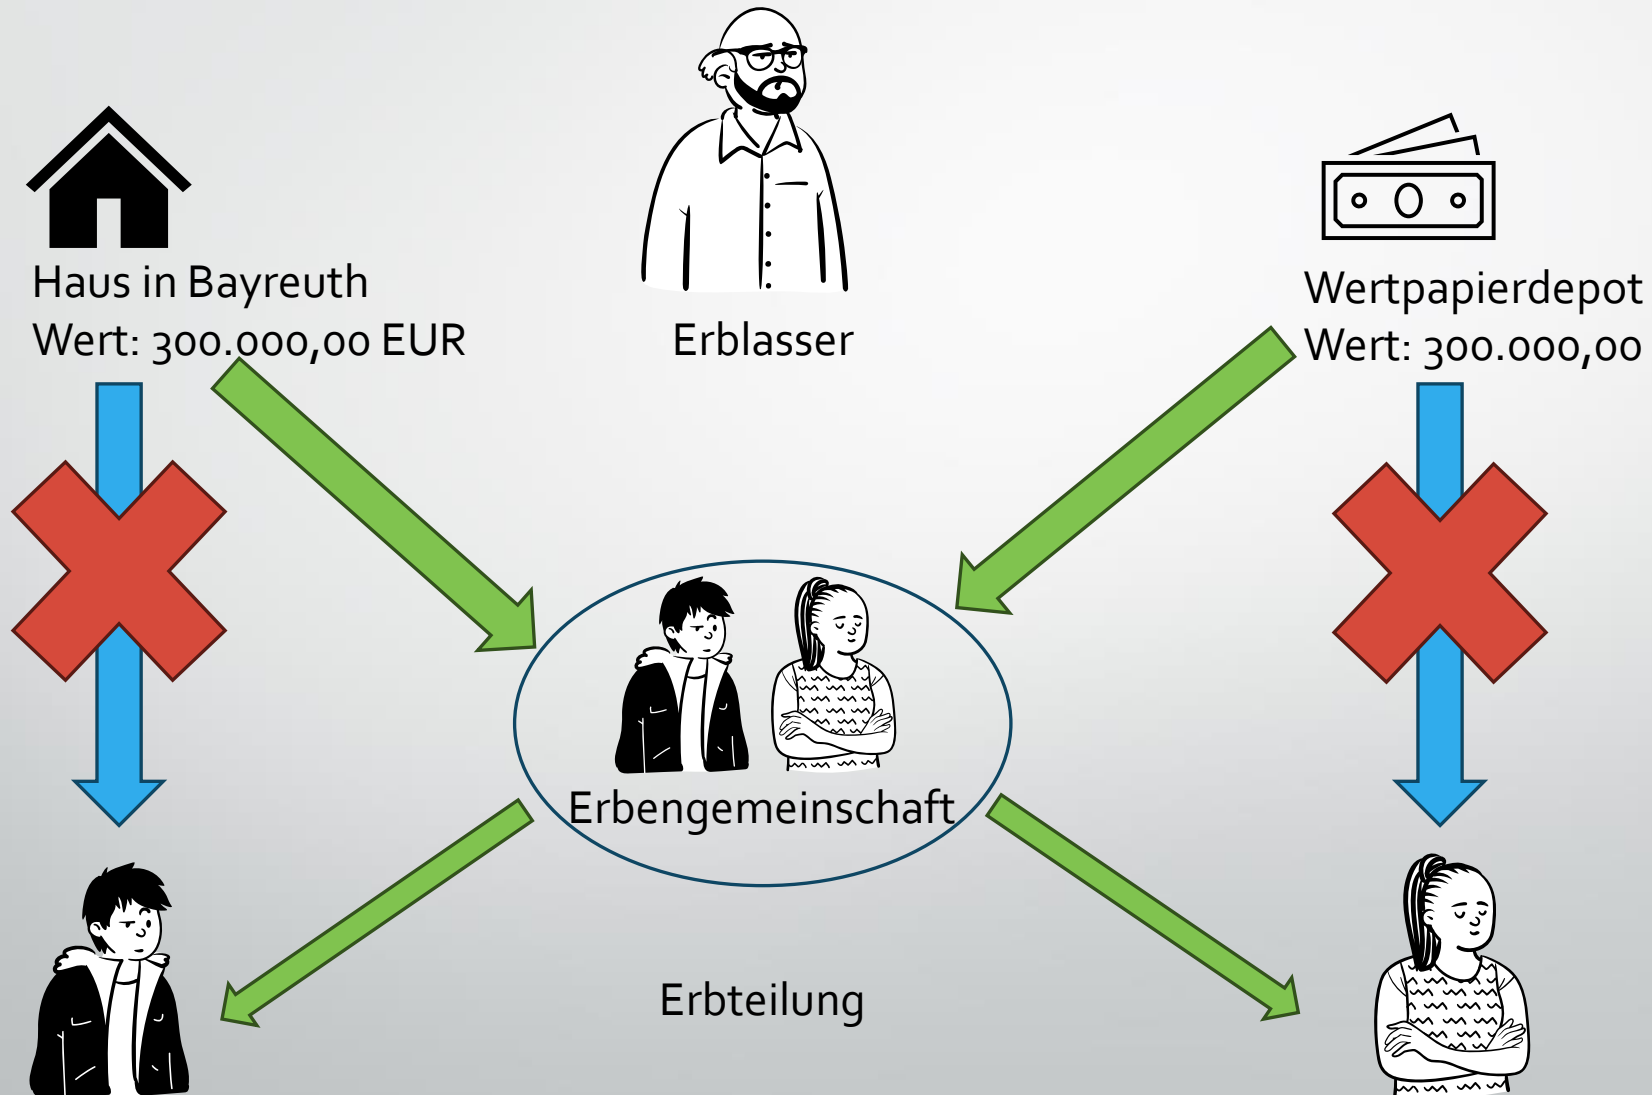 Haus in Bayreuth
Wert: 300.000,00 EUR
Erblasser
Wertpapierdepot
Wert: 300.000,00
Erbengemeinschaft
Erbteilung